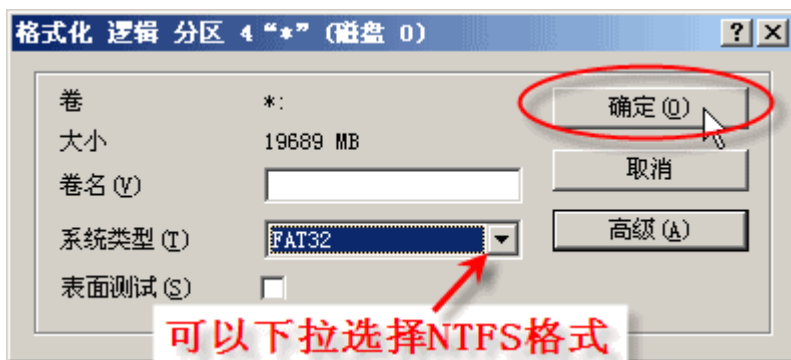 格式化 逻辑 分区 4 “*” (磁盘 0)
卷 *:
确定(O)
大小 19689 MB
取消
卷名(V)
系统类型(T) FAT32
高级(A)
表面测试(S)
可以下拉选择NTFS格式